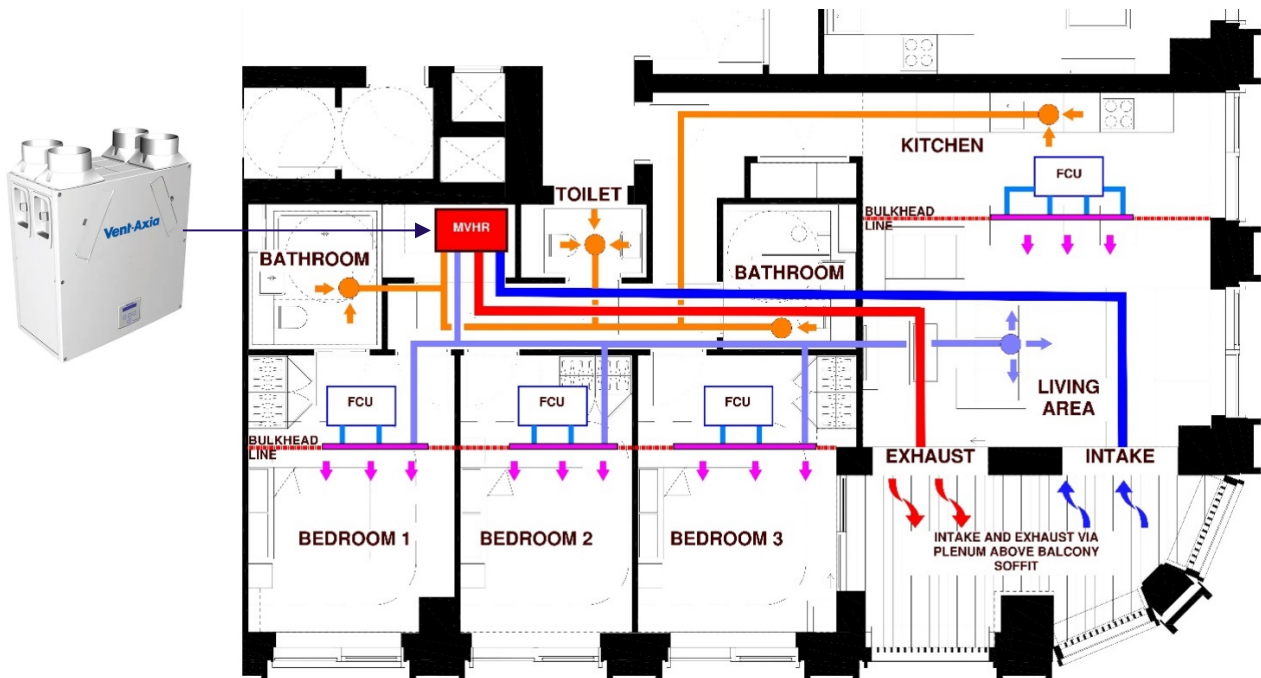 Vent-Axia
MVHR
TOILET
KITCHEN
FCU
BULKHEAD
LINE
BATHROOM
BATHROOM
LIVING
AREA
FCU
FCU
FCU
BULKHEAD
LINE
EXHAUST
INTAKE
BEDROOM 1
BEDROOM 2
BEDROOM 3
INTAKE AND EXHAUST VIA
PLENUM ABOVE BALCONY
SOFFIT